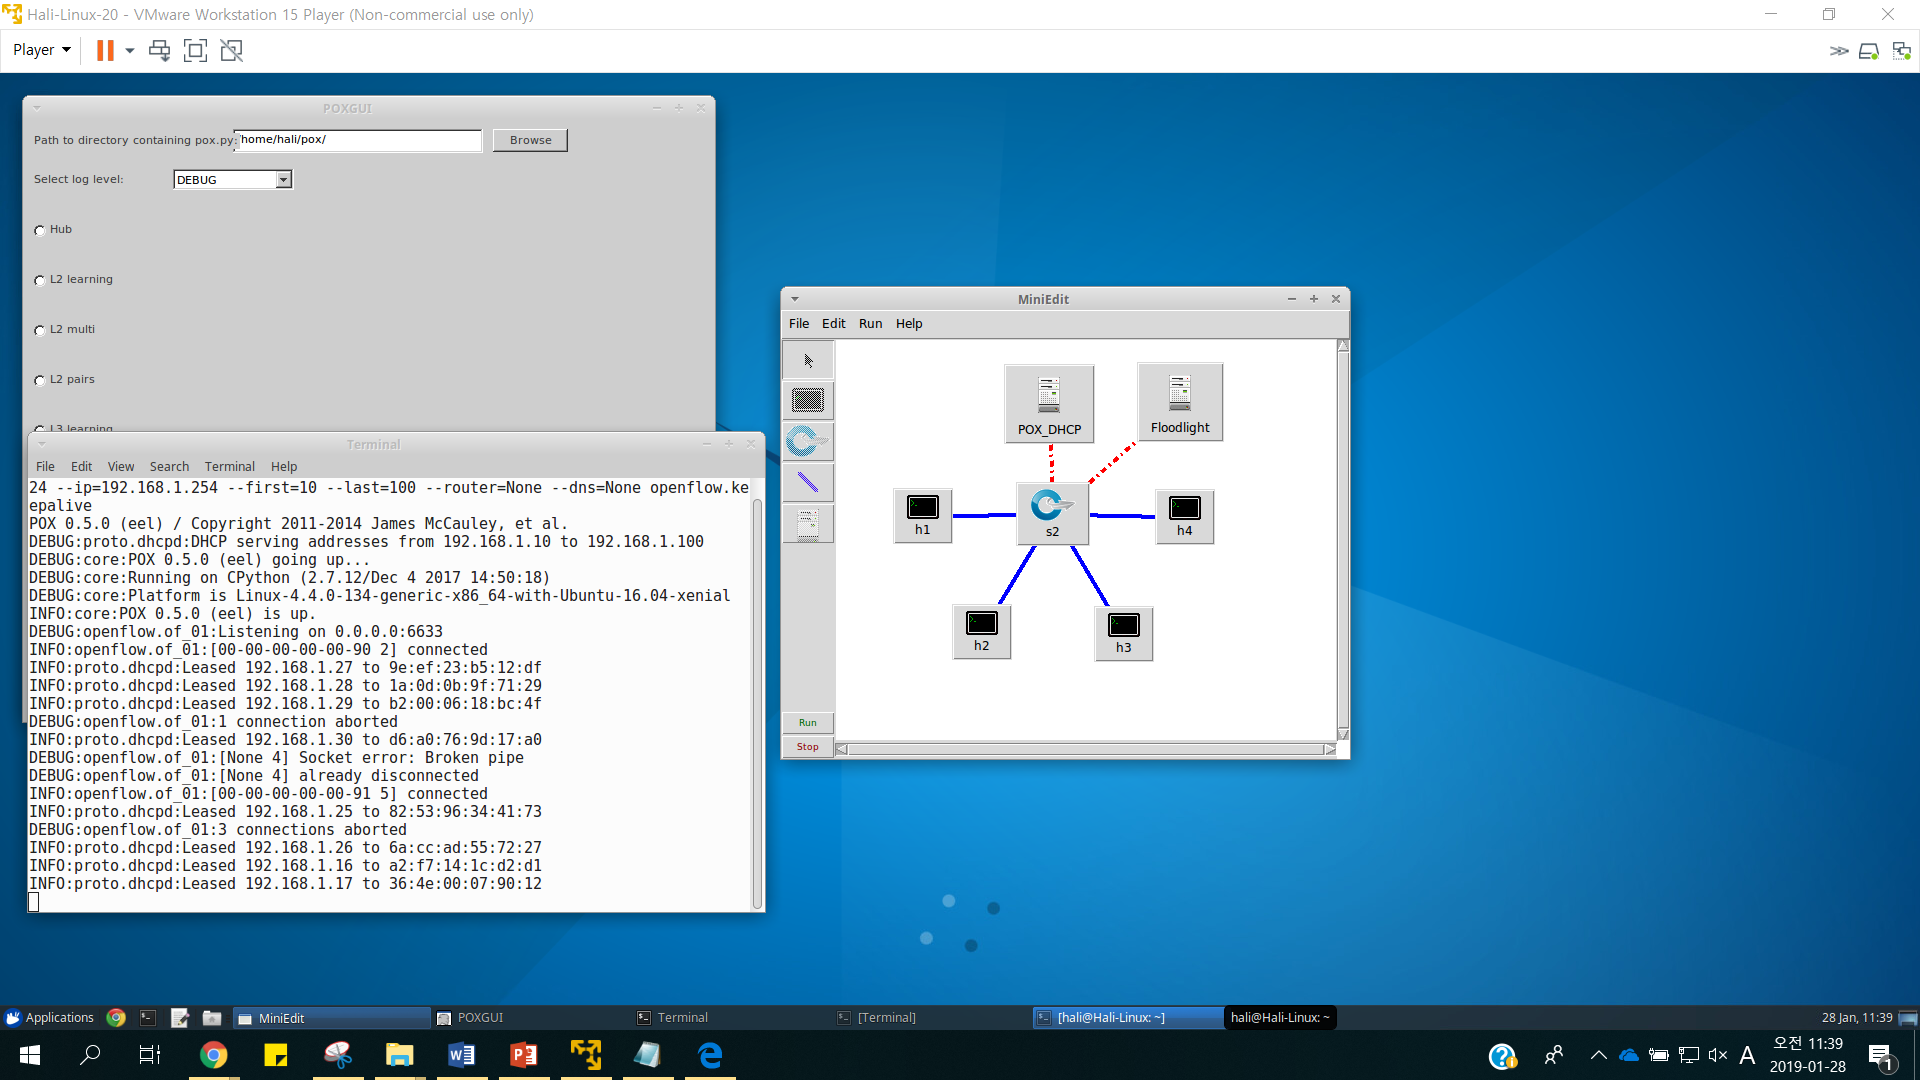 Hali-Linux-20 - VMware Workstation 15 Player (Non-commercial use only)
Player
POXGUI
Path to directory containing pox.py:
/home/hali/pox/
Browse
Select log level:
DEBUG
Hub
L2 learning
L2 multi
L2 pairs
L3 learning
Terminal
File Edit View Search Terminal Help
24 --ip=192.168.1.254 --first=10 --last=100 --router=None --dns=None openflow.ke
epalive
POX 0.5.0 (eel) / Copyright 2011-2014 James McCauley, et al.
DEBUG:proto.dhcpd:DHCP serving addresses from 192.168.1.10 to 192.168.1.100
DEBUG:core:POX 0.5.0 (eel) going up...
DEBUG:core:Running on CPython (2.7.12/Dec 4 2017 14:50:18)
DEBUG:core:Platform is Linux-4.4.0-134-generic-x86_64-with-Ubuntu-16.04-xenial
INFO:core:POX 0.5.0 (eel) is up.
DEBUG:openflow.of_01:Listening on 0.0.0.0:6633
INFO:openflow.of_01:[00-00-00-00-00-90 2] connected
INFO:proto.dhcpd:Leased 192.168.1.27 to 9e:ef:23:b5:12:df
INFO:proto.dhcpd:Leased 192.168.1.28 to 1a:0d:0b:9f:71:29
INFO:proto.dhcpd:Leased 192.168.1.29 to b2:00:06:18:bc:4f
DEBUG:openflow.of_01:1 connection aborted
INFO:proto.dhcpd:Leased 192.168.1.30 to d6:a0:76:9d:17:a0
DEBUG:openflow.of_01:[None 4] Socket error: Broken pipe
DEBUG:openflow.of_01:[None 4] already disconnected
INFO:openflow.of_01:[00-00-00-00-00-91 5] connected
INFO:proto.dhcpd:Leased 192.168.1.25 to 82:53:96:34:41:73
DEBUG:openflow.of_01:3 connections aborted
INFO:proto.dhcpd:Leased 192.168.1.26 to 6a:cc:ad:55:72:27
INFO:proto.dhcpd:Leased 192.168.1.16 to a2:f7:14:1c:d2:d1
INFO:proto.dhcpd:Leased 192.168.1.17 to 36:4e:00:07:90:12
MiniEdit
File Edit Run Help
POX_DHCP
Floodlight
h1
s2
h4
h2
h3
Run
Stop
Applications
MiniEdit
POXGUI
Terminal
[Terminal]
[hali@Hali-Linux: ~]
hali@Hali-Linux: ~
28 Jan, 11:39
A
오전 11:39
2019-01-28
1